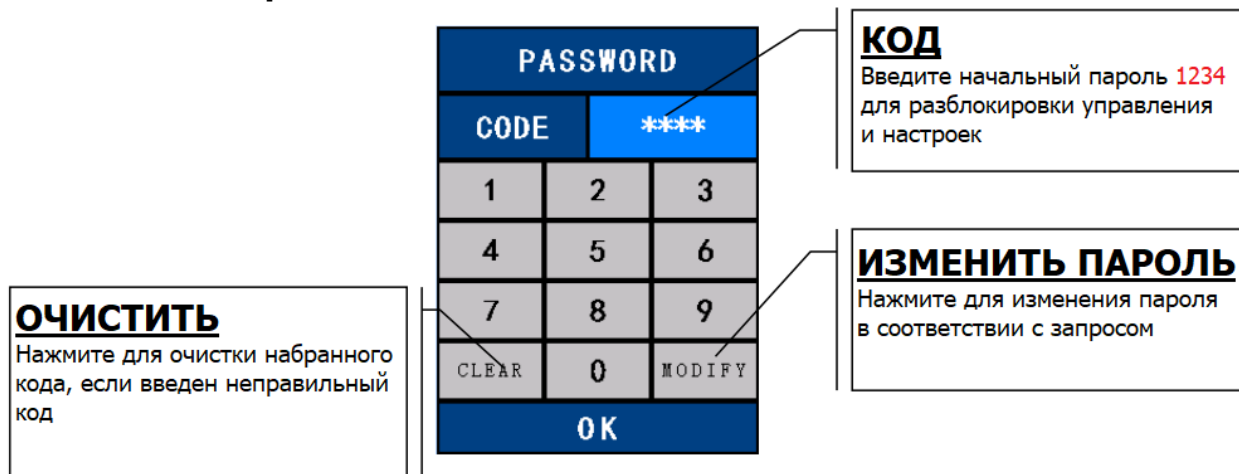 PASSWORD
CODE ****
1 2 3
4 5 6
7 8 9
CLEAR 0 MODIFY
OK
КОД
Введите начальный пароль 1234
для разблокировки управления
и настроек
ИЗМЕНИТЬ ПАРОЛЬ
Нажмите для изменения пароля
в соответствии с запросом
ОЧИСТИТЬ
Нажмите для очистки набранного
кода, если введен неправильный
код